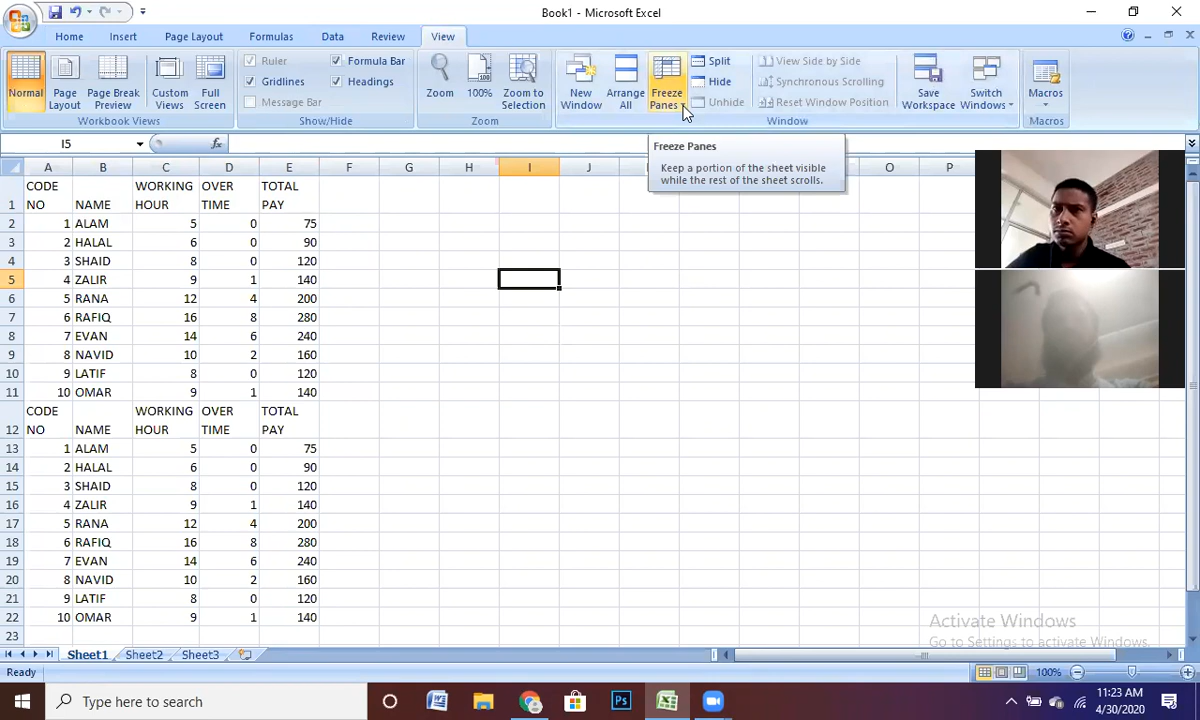 Book1 - Microsoft Excel
Home Insert Page Layout Formulas Data Review View
Normal
Page Layout
Page Break Preview
Custom Views
Full Screen
Workbook Views
Ruler
Formula Bar
Gridlines
Headings
Message Bar
Show/Hide
Zoom
100%
Zoom to Selection
Zoom
New Window
Arrange All
Freeze Panes
Split
Hide
Unhide
View Side by Side
Synchronous Scrolling
Reset Window Position
Window
Save Workspace
Switch Windows
Macros
Macros
Freeze Panes
Keep a portion of the sheet visible
while the rest of the sheet scrolls.
I5 fx
A B C D E F G H I J O P
CODE WORKING OVER TOTAL
1 NO NAME HOUR TIME PAY
2 1 ALAM 5 0 75
3 2 HALAL 6 0 90
4 3 SHAID 8 0 120
5 4 ZALIR 9 1 140
6 5 RANA 12 4 200
7 6 RAFIQ 16 8 280
8 7 EVAN 14 6 240
9 8 NAVID 10 2 160
10 9 LATIF 8 0 120
11 10 OMAR 9 1 140
CODE WORKING OVER TOTAL
12 NO NAME HOUR TIME PAY
13 1 ALAM 5 0 75
14 2 HALAL 6 0 90
15 3 SHAID 8 0 120
16 4 ZALIR 9 1 140
17 5 RANA 12 4 200
18 6 RAFIQ 16 8 280
19 7 EVAN 14 6 240
20 8 NAVID 10 2 160
21 9 LATIF 8 0 120
22 10 OMAR 9 1 140
23
Activate Windows
Go to Settings to activate Windows.
Sheet1 Sheet2 Sheet3
Ready 100%
Type here to search
11:23 AM
4/30/2020